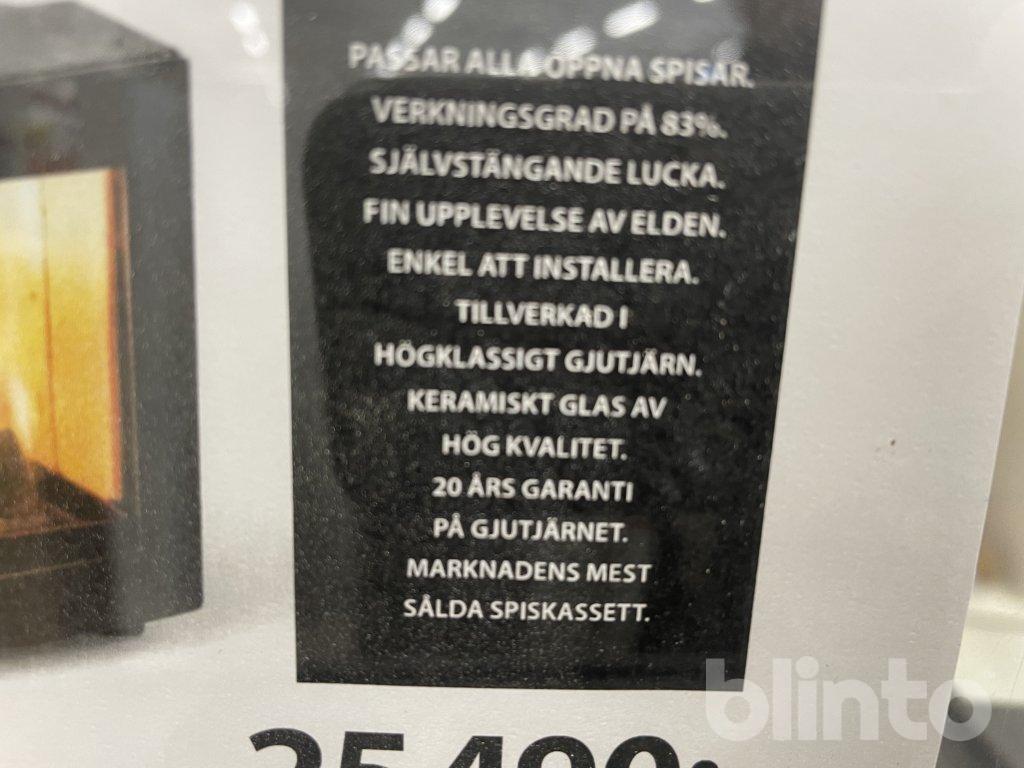 PASSAR ALLA ÖPPNA SPISAR.
VERKNINGSGRAD PÅ 83%.
SJÄLVSTÄNGANDE LUCKA.
FIN UPPLEVELSE AV ELDEN.
ENKEL ATT INSTALLERA.
TILLVERKAD I
HÖGKLASSIGT GJUTJÄRN.
KERAMISKT GLAS AV
HÖG KVALITET.
20 ÅRS GARANTI
PÅ GJUTJÄRNET.
MARKNADENS MEST
SÅLDA SPISKASSETT.
blinto